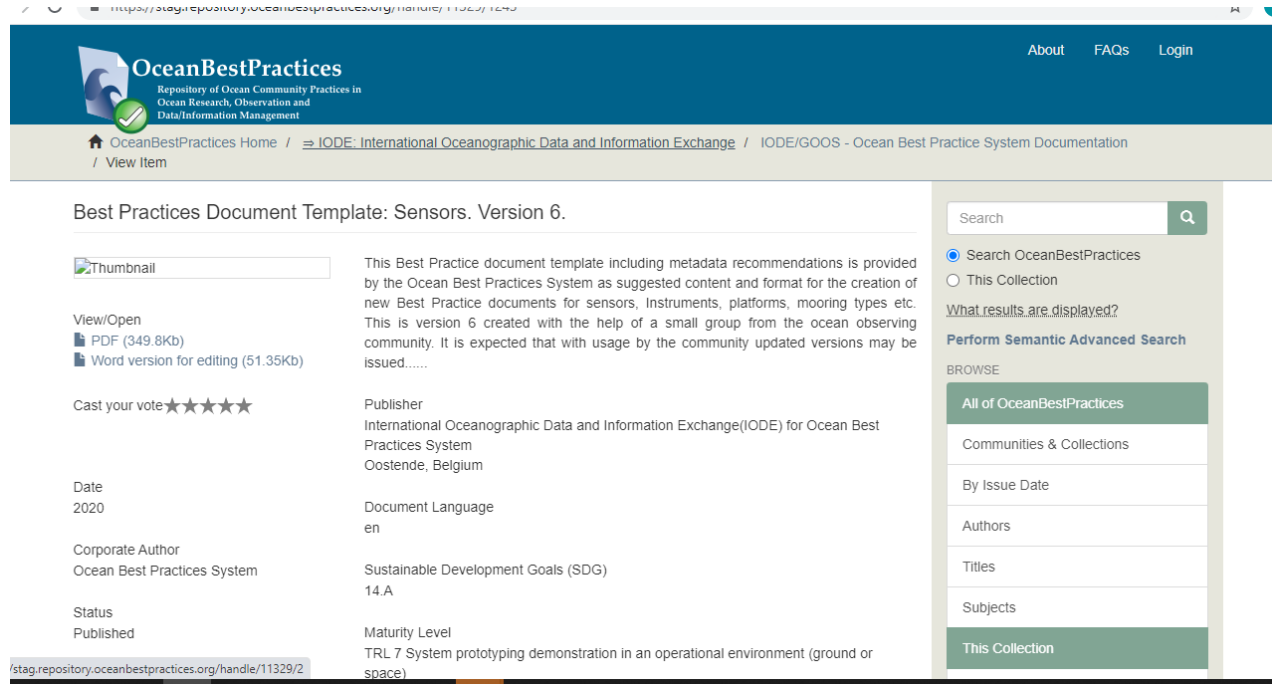 https://stag.repository.oceanbestpractices.org/handle/11329/1245
About FAQs Login
OceanBestPractices
Repository of Ocean Community Practices in
Ocean Research, Observation and
Data/Information Management
OceanBestPractices Home / ⇒ IODE: International Oceanographic Data and Information Exchange / IODE/GOOS - Ocean Best Practice System Documentation
/ View Item
Best Practices Document Template: Sensors. Version 6.
Thumbnail
View/Open
PDF (349.8Kb)
Word version for editing (51.35Kb)
Cast your vote★★★★★
Date
2020
Corporate Author
Ocean Best Practices System
Status
Published
This Best Practice document template including metadata recommendations is provided
by the Ocean Best Practices System as suggested content and format for the creation of
new Best Practice documents for sensors, Instruments, platforms, mooring types etc.
This is version 6 created with the help of a small group from the ocean observing
community. It is expected that with usage by the community updated versions may be
issued......
Publisher
International Oceanographic Data and Information Exchange(IODE) for Ocean Best
Practices System
Oostende, Belgium
Document Language
en
Sustainable Development Goals (SDG)
14.A
Maturity Level
TRL 7 System prototyping demonstration in an operational environment (ground or
space)
Search
Search OceanBestPractices
This Collection
What results are displayed?
Perform Semantic Advanced Search
BROWSE
All of OceanBestPractices
Communities & Collections
By Issue Date
Authors
Titles
Subjects
This Collection
/stag.repository.oceanbestpractices.org/handle/11329/2